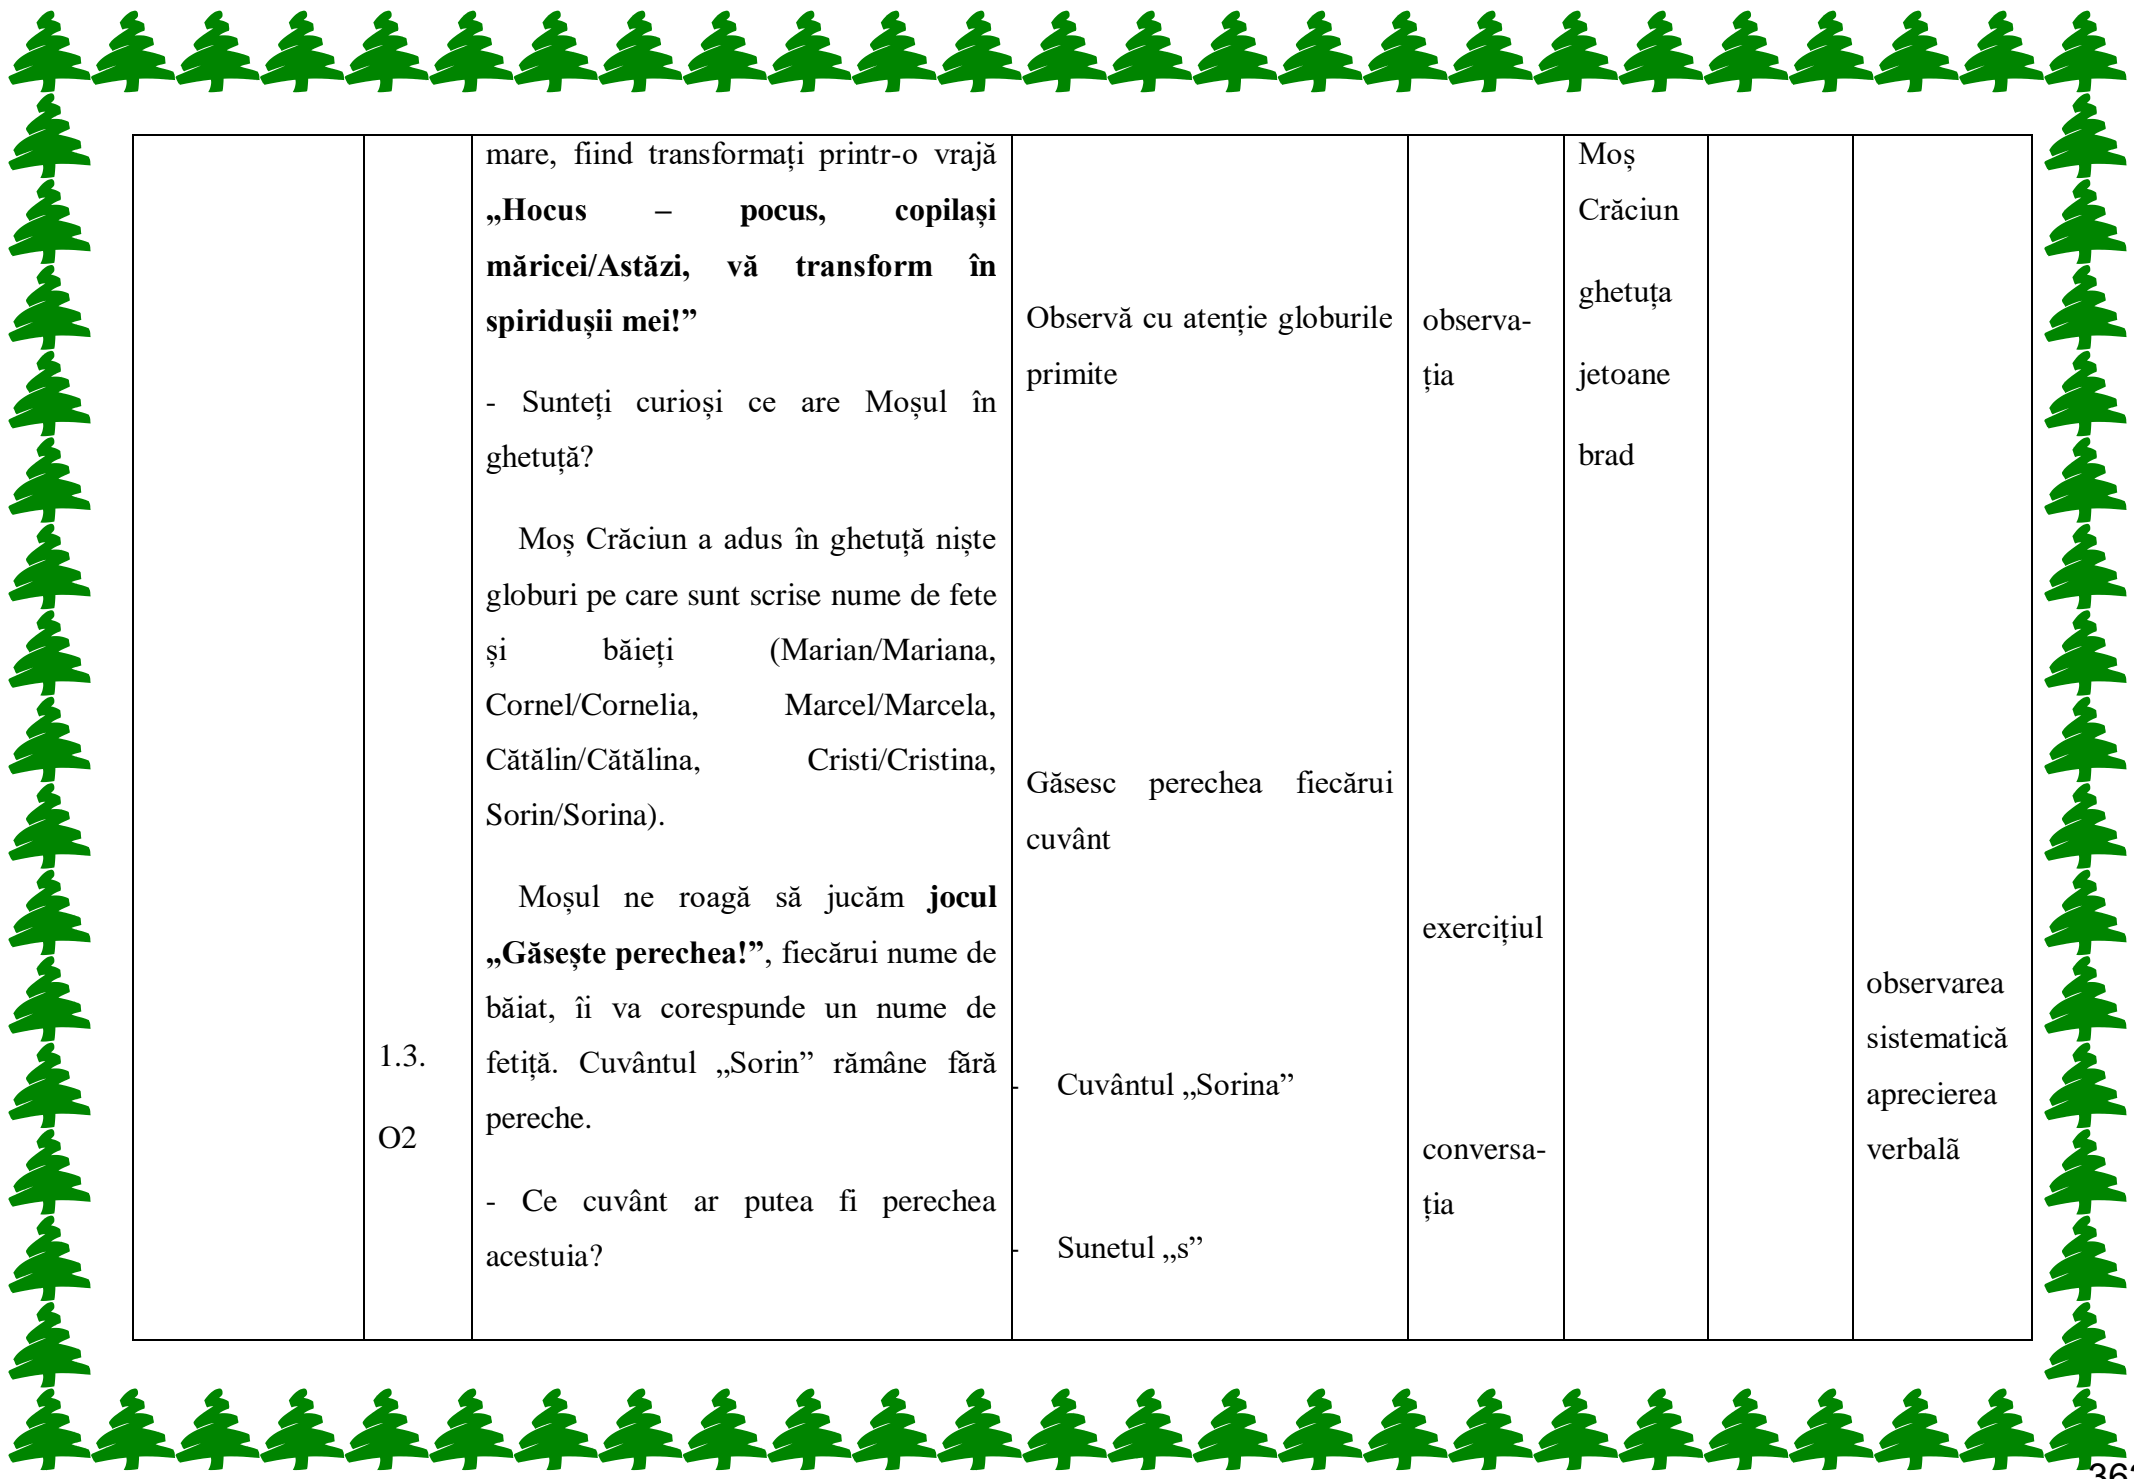 1.3.
O2
mare, fiind transformați printr-o vrajă
„Hocus – pocus, copilași
măricei/Astăzi, vă transform în
spiridușii mei!”
- Sunteți curioși ce are Moșul în
ghetuță?
Moș Crăciun a adus în ghetuță niște
globuri pe care sunt scrise nume de fete
și băieți (Marian/Mariana,
Cornel/Cornelia, Marcel/Marcela,
Cătălin/Cătălina, Cristi/Cristina,
Sorin/Sorina).
Moșul ne roagă să jucăm jocul
„Găsește perechea!”, fiecărui nume de
băiat, îi va corespunde un nume de
fetiță. Cuvântul „Sorin” rămâne fără
pereche.
- Ce cuvânt ar putea fi perechea
acestuia?
Observă cu atenție globurile
primite
Găsesc perechea fiecărui
cuvânt
- Cuvântul „Sorina”
- Sunetul „s”
observa-
ția
exercițiul
conversa-
ția
Moș
Crăciun
ghetuța
jetoane
brad
observarea
sistematică
aprecierea
verbalã